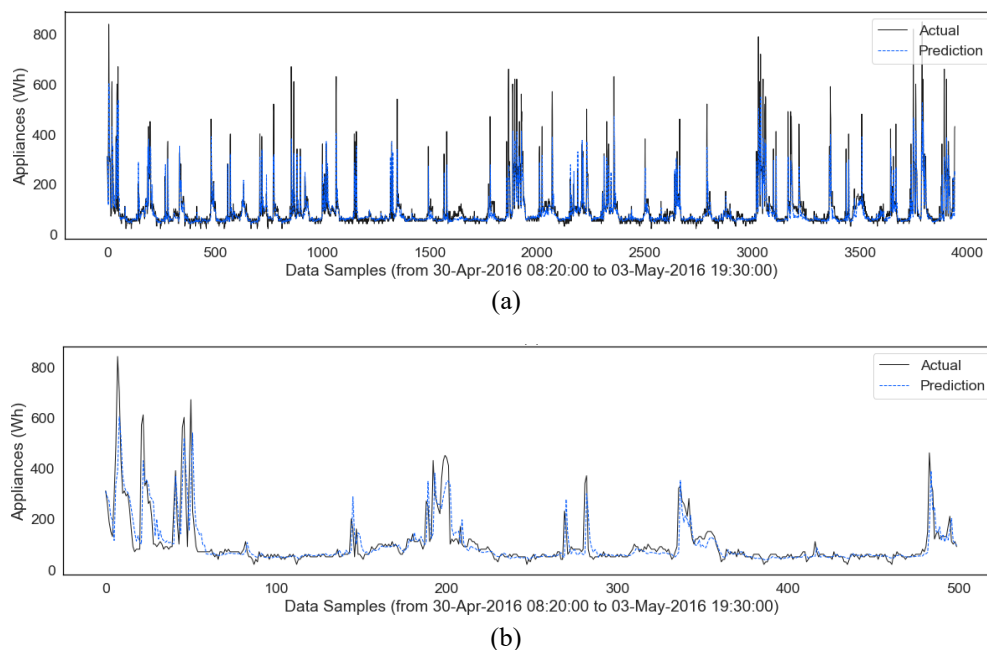 800
600
400
200
0
Appliances (Wh)
Actual
Prediction
0 500 1000 1500 2000 2500 3000 3500 4000
Data Samples (from 30-Apr-2016 08:20:00 to 03-May-2016 19:30:00)
(a)
800
600
400
200
0
Appliances (Wh)
Actual
Prediction
0 100 200 300 400 500
Data Samples (from 30-Apr-2016 08:20:00 to 03-May-2016 19:30:00)
(b)